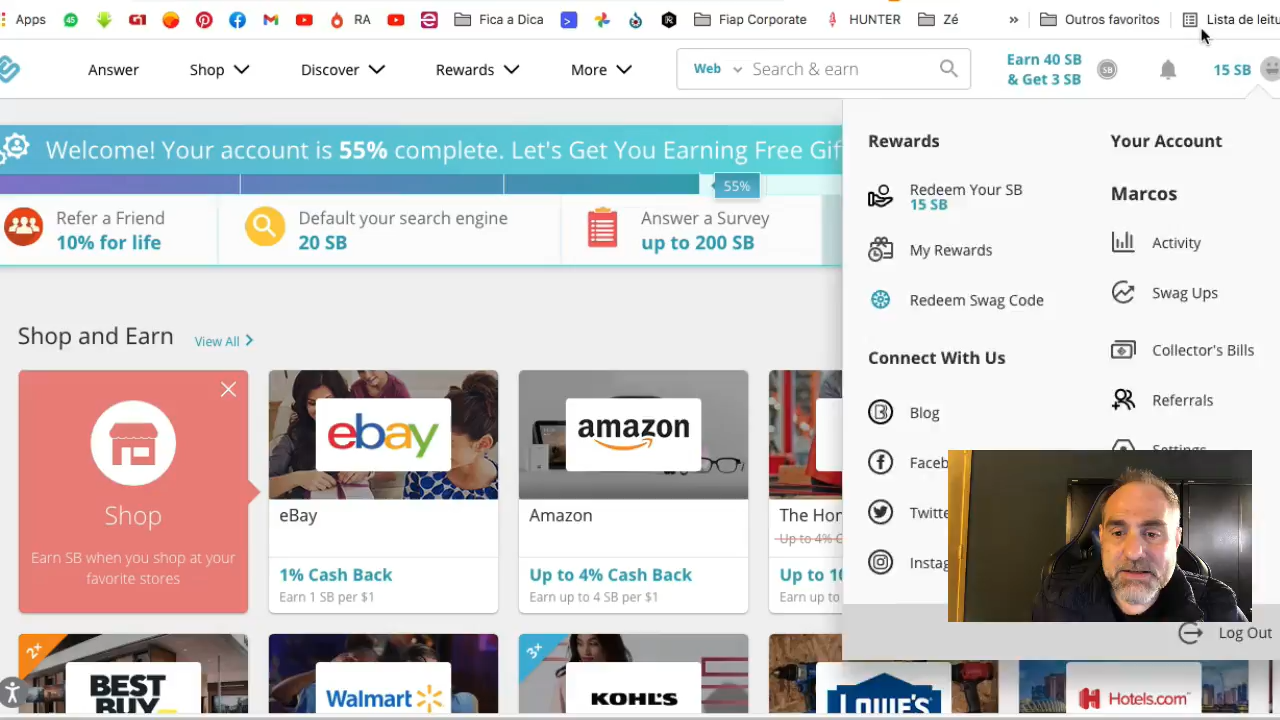 Apps
RA
Fica a Dica
Fiap Corporate
HUNTER
Zé
»
Outros favoritos
Lista de leitu
Answer
Shop
Discover
Rewards
More
Web
Search & earn
Earn 40 SB
& Get 3 SB
SB
15 SB
Welcome! Your account is 55% complete. Let's Get You Earning Free Gif
55%
Refer a Friend
10% for life
Default your search engine
20 SB
Answer a Survey
up to 200 SB
Rewards
Redeem Your SB
15 SB
My Rewards
Redeem Swag Code
Connect With Us
Blog
Faceb
Twitte
Instag
Your Account
Marcos
Activity
Swag Ups
Collector's Bills
Referrals
Settings
Log Out
Shop and Earn
View All
Shop
Earn SB when you shop at your
favorite stores
ebay
eBay
1% Cash Back
Earn 1 SB per $1
amazon
Amazon
Up to 4% Cash Back
Earn up to 4 SB per $1
The Hor
Up to 4% C
Up to 10
Earn up to
2+
BEST
BUY
Walmart
3+
KOHL'S
LOWE'S
Hotels.com